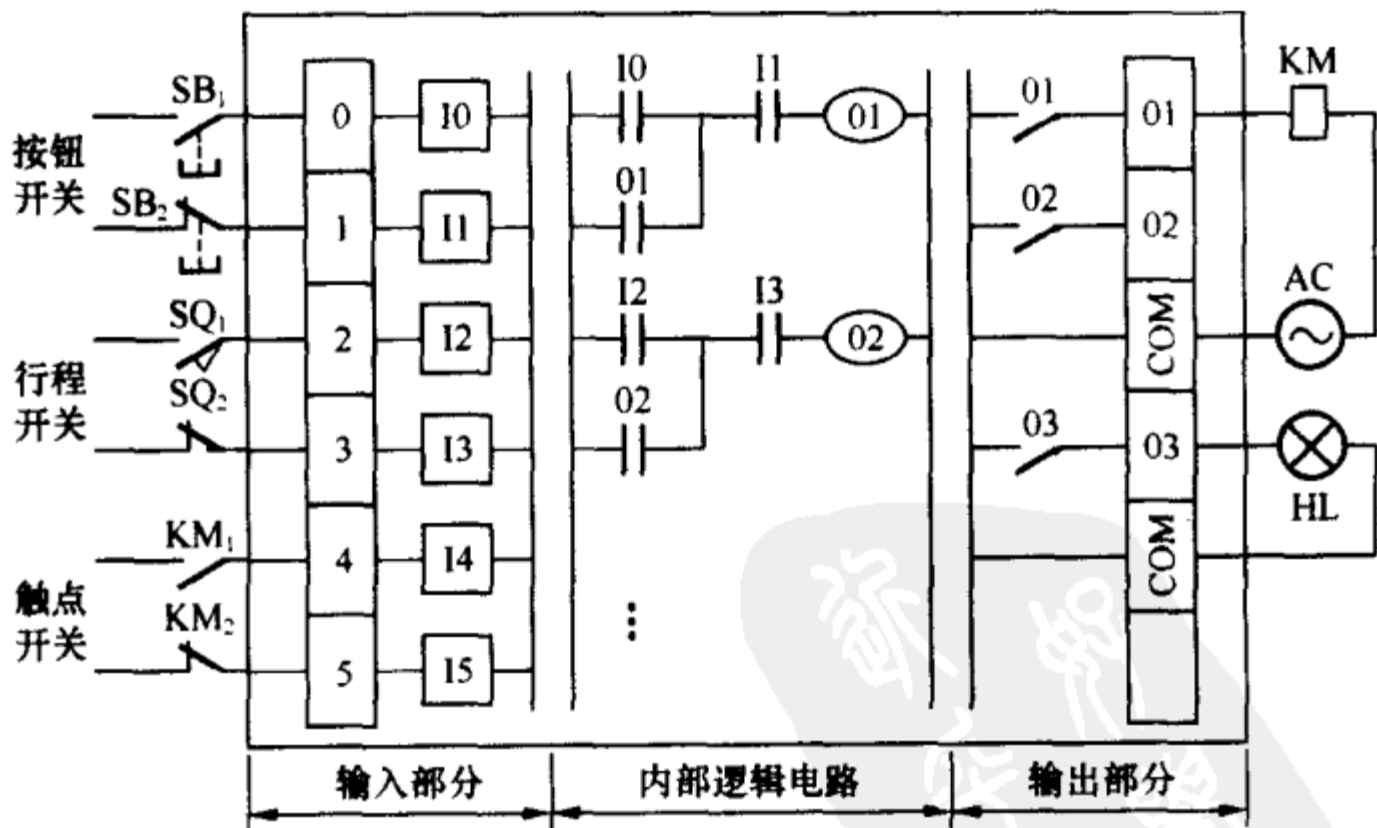 按钮
开关
SB₁
SB₂
行程
开关
SQ₁
SQ₂
触点
开关
KM₁
KM₂
0
1
2
3
4
5
I0
I1
I2
I3
I4
I5
I0
I1
01
01
I2
I3
02
02
⋮
01
02
03
01
02
COM
03
COM
KM
AC
HL
输入部分
内部逻辑电路
输出部分